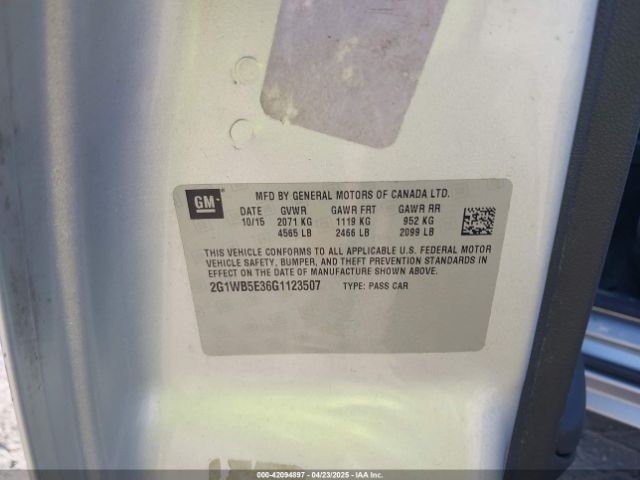 GM
MFD BY GENERAL MOTORS OF CANADA LTD.
DATE GVWR GAWR FRT GAWR RR
10/15 2071 KG 1119 KG 952 KG
4565 LB 2466 LB 2099 LB
THIS VEHICLE CONFORMS TO ALL APPLICABLE U.S. FEDERAL MOTOR
VEHICLE SAFETY, BUMPER, AND THEFT PREVENTION STANDARDS IN
EFFECT ON THE DATE OF MANUFACTURE SHOWN ABOVE.
2G1WB5E36G1123507 TYPE: PASS CAR
000-42094897 - 04/23/2025 - COPYRIGHT IAA, LLC.